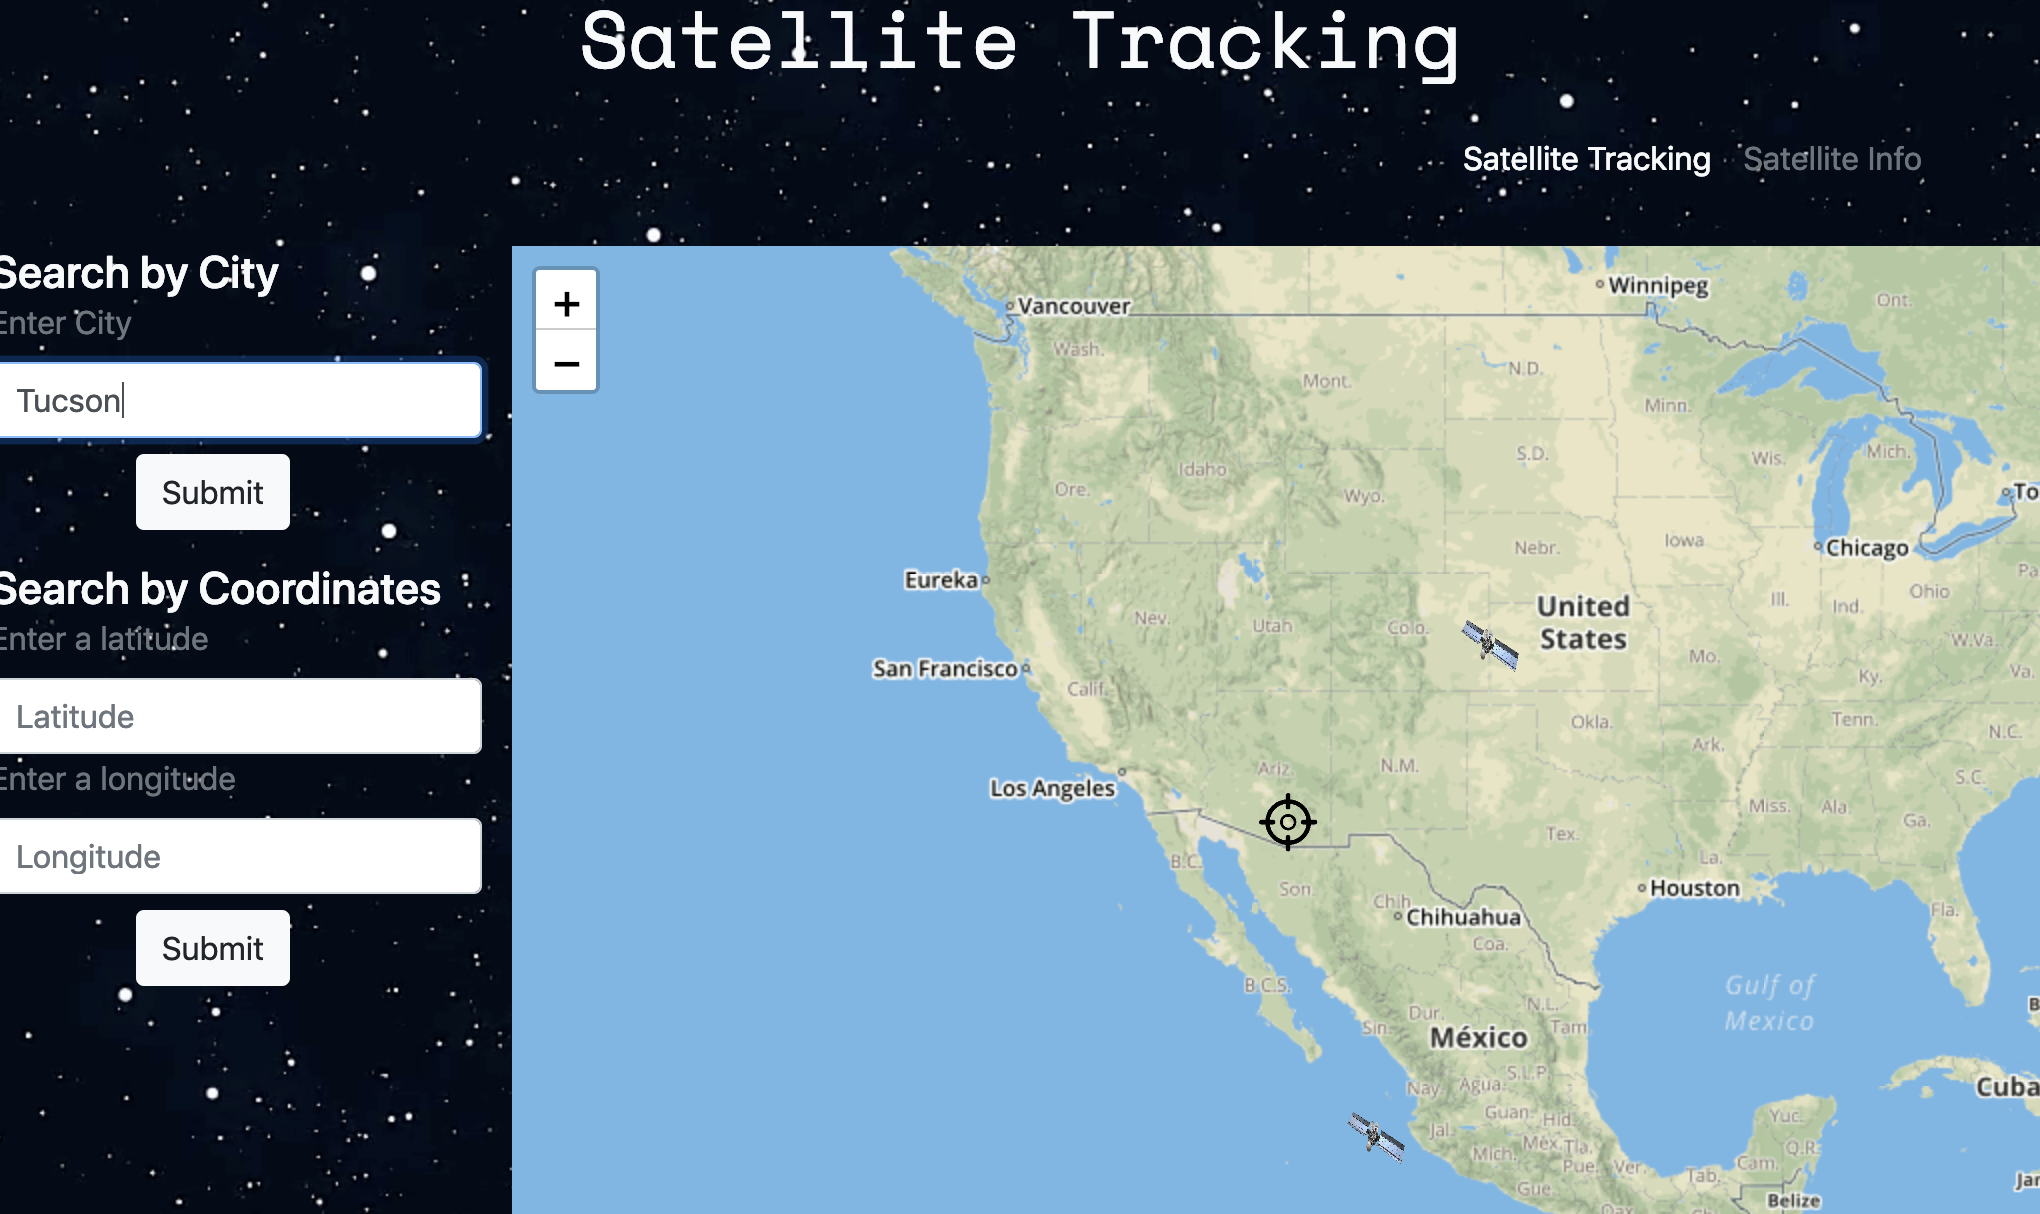 Satellite Tracking
Satellite Tracking Satellite Info
Search by City
Enter City
Tucson
Submit
Search by Coordinates
Enter a latitude
Latitude
Enter a longitude
Longitude
Submit
+
−
Vancouver
Winnipeg
Ont.
Wash.
Mont.
N.D.
Minn.
Ore.
Idaho
Wyo.
S.D.
Wis.
Mich.
To
Chicago
Nebr.
Iowa
Eureka
Nev.
Utah
Colo.
United
States
Ill.
Ind.
Ohio
Pa
W.Va.
San Francisco
Calif.
Mo.
Ky.
Va.
Okla.
Tenn.
N.C.
Ark.
Los Angeles
Ariz.
N.M.
S.C.
Miss.
Ala.
Ga.
Tex.
La.
B.C.
Son.
Chih.
Chihuahua
Houston
Fla.
Coa.
B.C.S.
Gulf of
Mexico
N.L.
Dur.
Sin.
Tam.
México
B
Nay.
Agua.
S.L.P.
Cuba
Guan.
Hid.
Yuc.
Jal.
Méx.
Tla.
Q.R.
Mich.
Pue.
Ver.
Tab.
Cam.
Gue.
Oax.
Ch
Belize
Jar